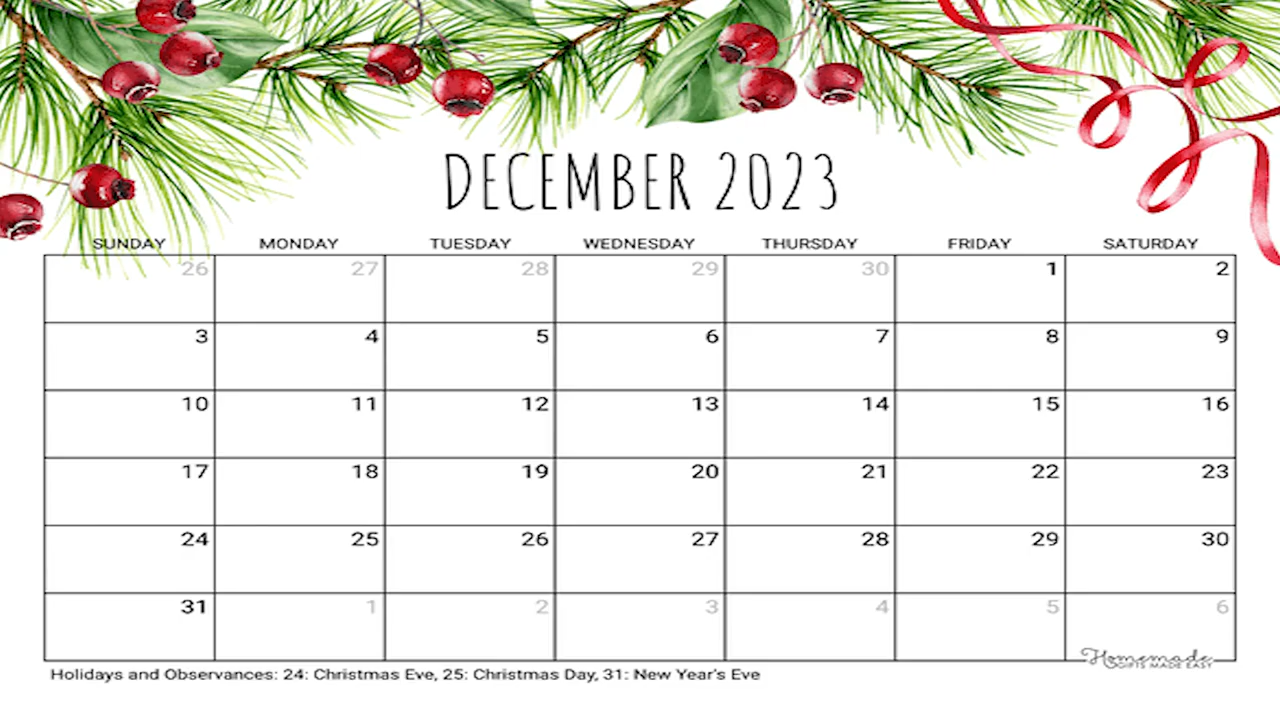 DECEMBER 2023
SUNDAY MONDAY TUESDAY WEDNESDAY THURSDAY FRIDAY SATURDAY
26 27 28 29 30 1 2
3 4 5 6 7 8 9
10 11 12 13 14 15 16
17 18 19 20 21 22 23
24 25 26 27 28 29 30
31 1 2 3 4 5 6
Homemade
GIFTS MADE EASY
Holidays and Observances: 24: Christmas Eve, 25: Christmas Day, 31: New Year's Eve